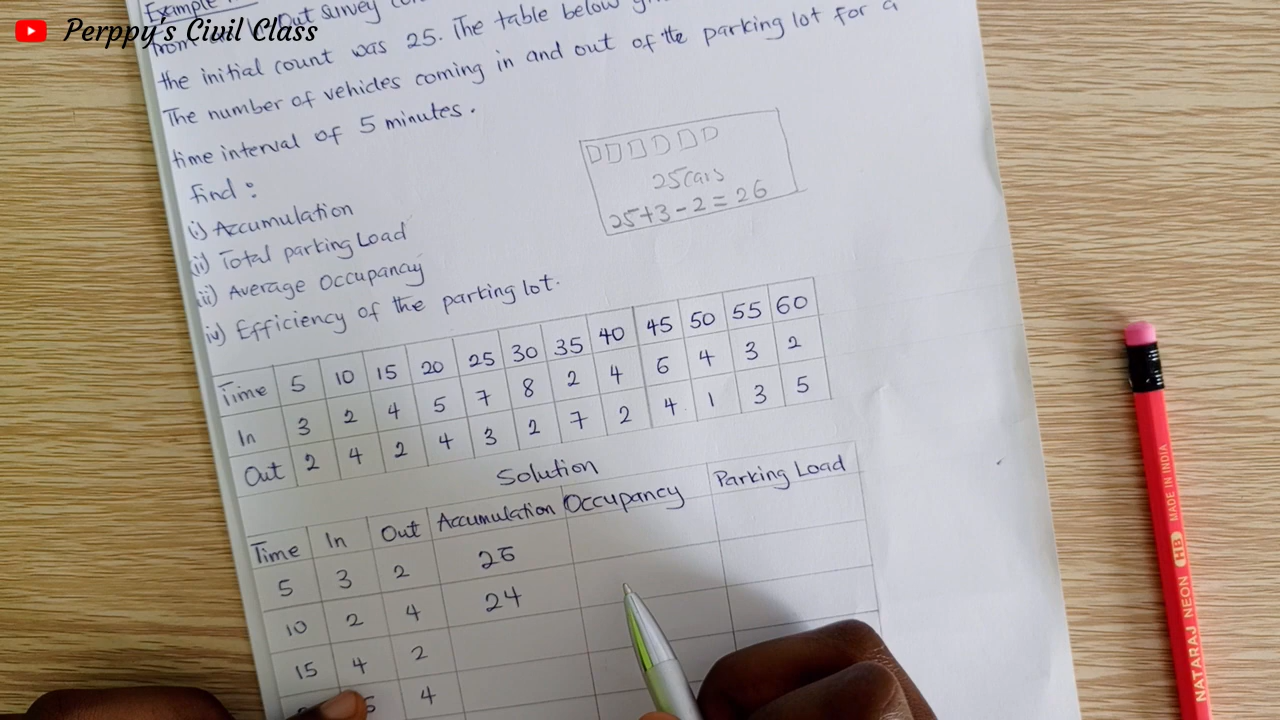 Perppy's Civil Class
Example
out survey
from
the initial count was 25. The table below
The number of vehicles coming in and out of the parking lot for a
time interval of 5 minutes.
find :
(i) Accumulation
(ii) Total parking Load
(iii) Average Occupancy
iv) Efficiency of the parking lot.
25 Cars
25+3-2=26
Time 5 10 15 20 25 30 35 40 45 50 55 60
In 3 2 4 5 7 8 2 4 6 4 3 2
Out 2 4 2 4 3 2 7 2 4 1 3 5
Solution
Time In Out Accumulation Occupancy Parking Load
5 3 2 26
10 2 4 24
15 4 2
5 4
MADE IN INDIA
NATARAJ NEON HB